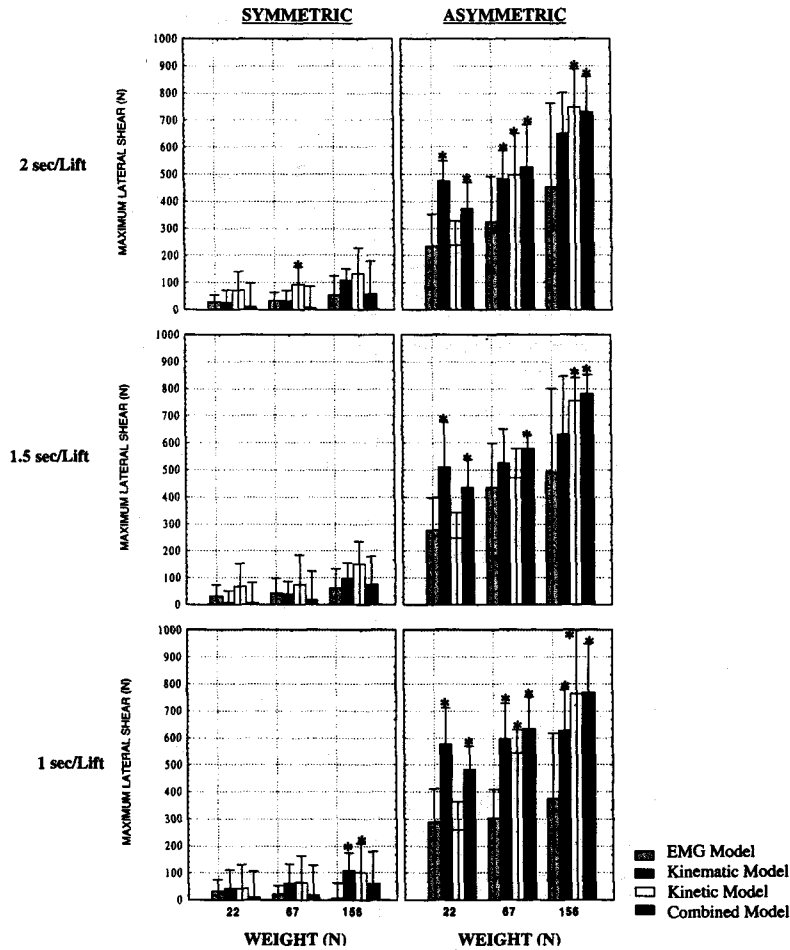 SYMMETRIC
ASYMMETRIC
2 sec/Lift
MAXIMUM LATERAL SHEAR (N)
1000
900
800
700
600
500
400
300
200
100
0
1.5 sec/Lift
MAXIMUM LATERAL SHEAR (N)
1000
900
800
700
600
500
400
300
200
100
0
1 sec/Lift
MAXIMUM LATERAL SHEAR (N)
1000
900
800
700
600
500
400
300
200
100
0
22 67 156
22 67 156
WEIGHT (N)
WEIGHT (N)
EMG Model
Kinematic Model
Kinetic Model
Combined Model